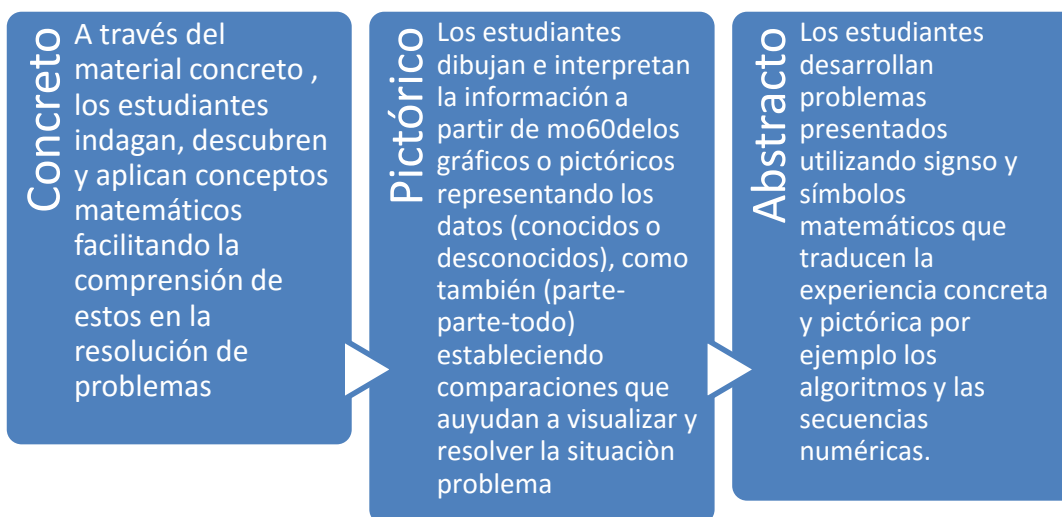 Concreto
A través del
material concreto ,
los estudiantes
indagan, descubren
y aplican conceptos
matemáticos
facilitando la
comprensión de
estos en la
resolución de
problemas
Pictórico
Los estudiantes
dibujan e interpretan
la información a
partir de mo60delos
gráficos o pictóricos
representando los
datos (conocidos o
desconocidos), como
también (parte-
parte-todo)
estableciendo
comparaciones que
auyudan a visualizar y
resolver la situaciòn
problema
Abstracto
Los estudiantes
desarrollan
problemas
presentados
utilizando signso y
símbolos
matemáticos que
traducen la
experiencia concreta
y pictórica por
ejemplo los
algoritmos y las
secuencias
numéricas.